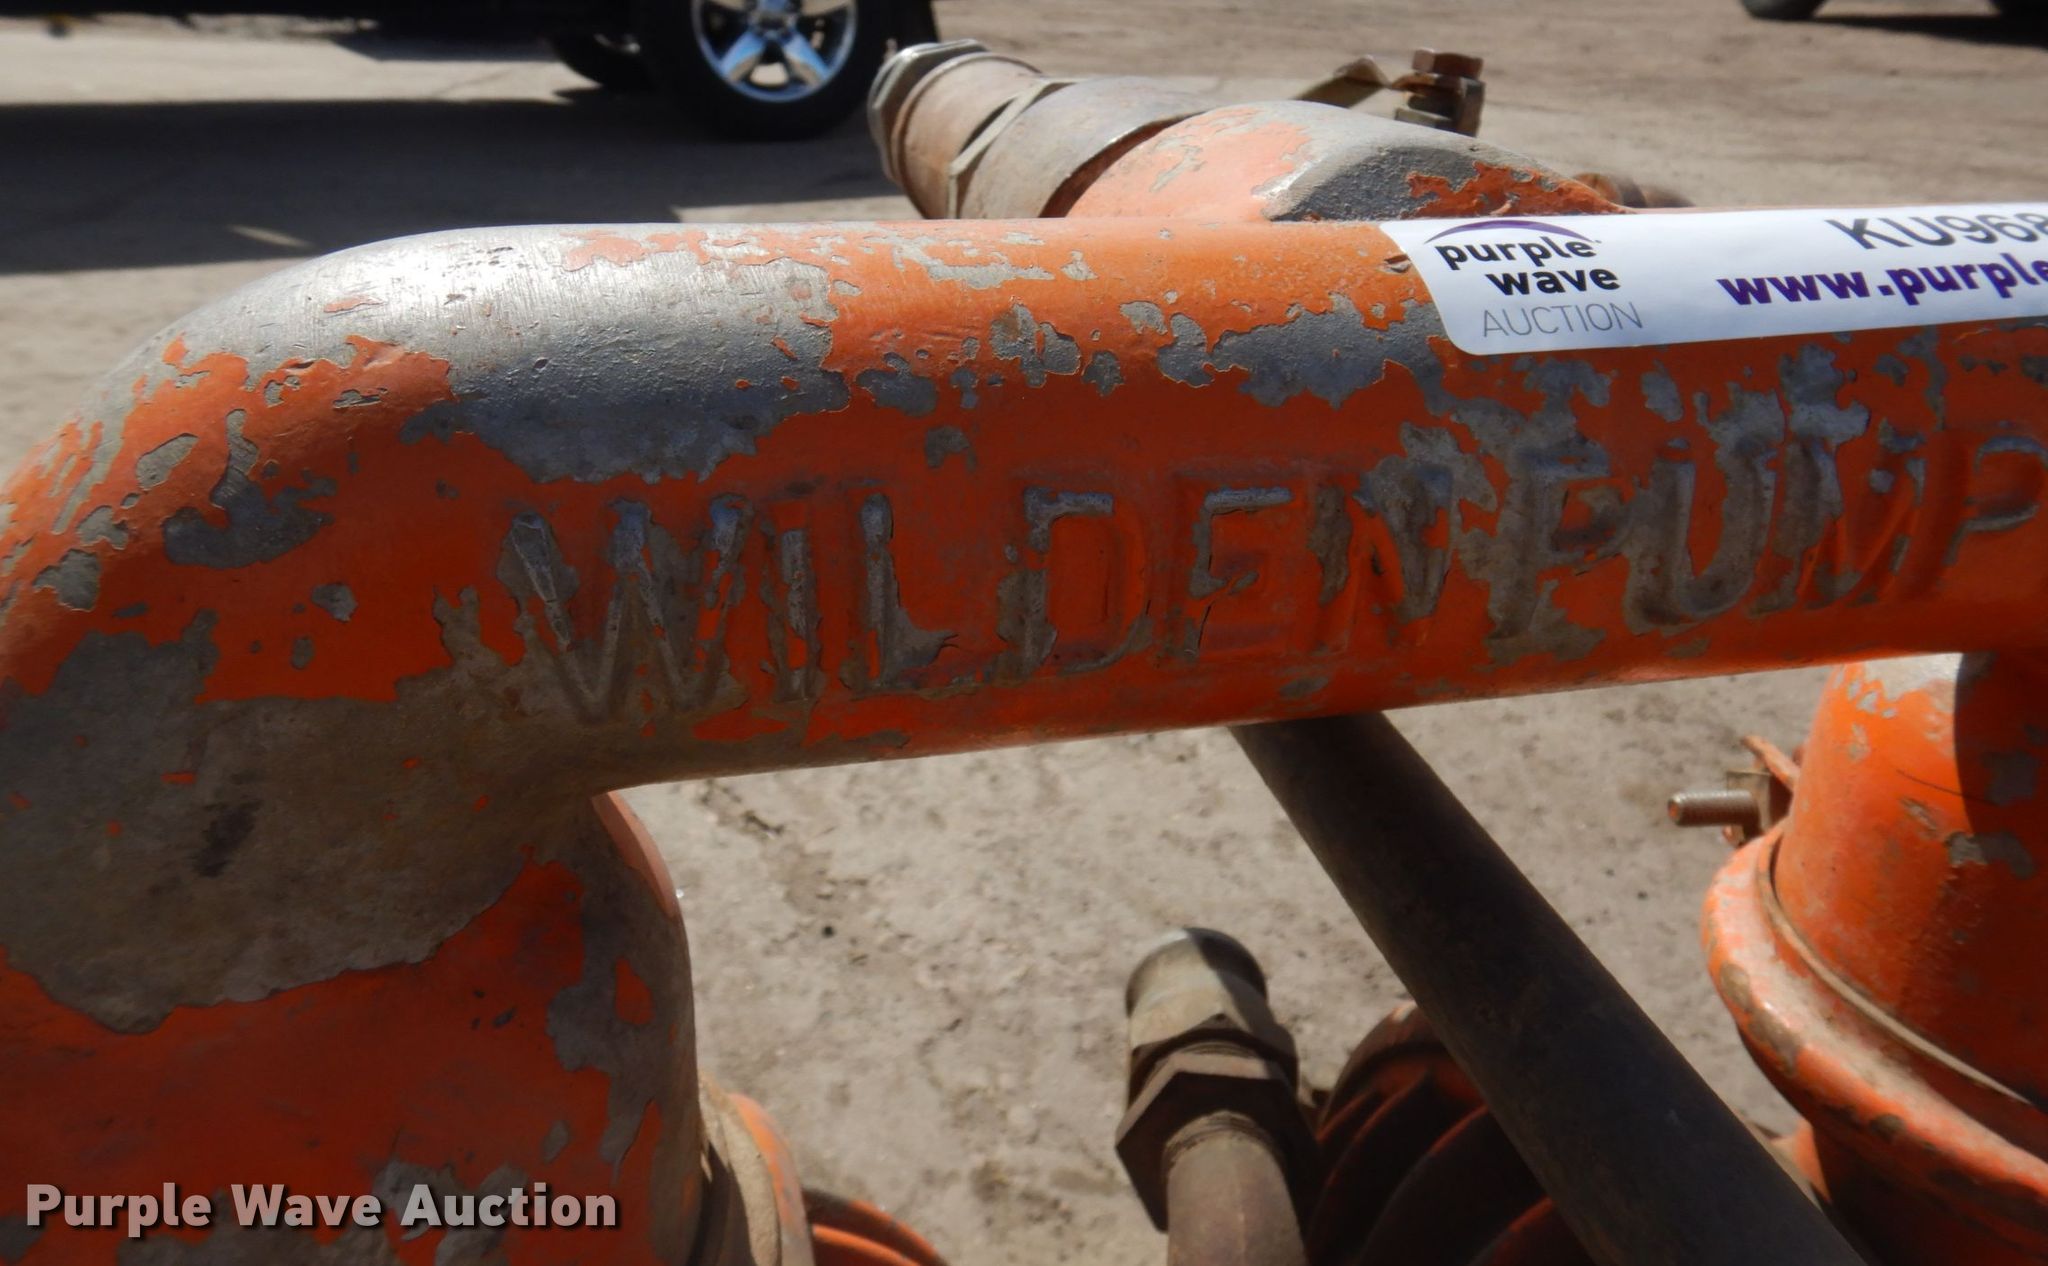 purple
wave
AUCTION
KU968
www.purple
WILDEN PUMP
Purple Wave Auction